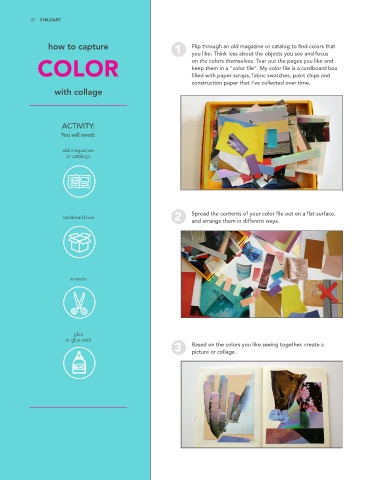 18 CHILDART
how to capture
COLOR
with collage
ACTIVITY:
You will need:
old magazines
or catalogs
cardboard box
scissors
glue
or glue stick
1
Flip through an old magazine or catalog to find colors that
you like. Think less about the objects you see and focus
on the colors themselves. Tear out the pages you like and
keep them in a "color file". My color file is a cardboard box
filled with paper scraps, fabric swatches, paint chips and
construction paper that I've collected over time.
2
Spread the contents of your color file out on a flat surface,
and arrange them in different ways.
3
Based on the colors you like seeing together, create a
picture or collage.